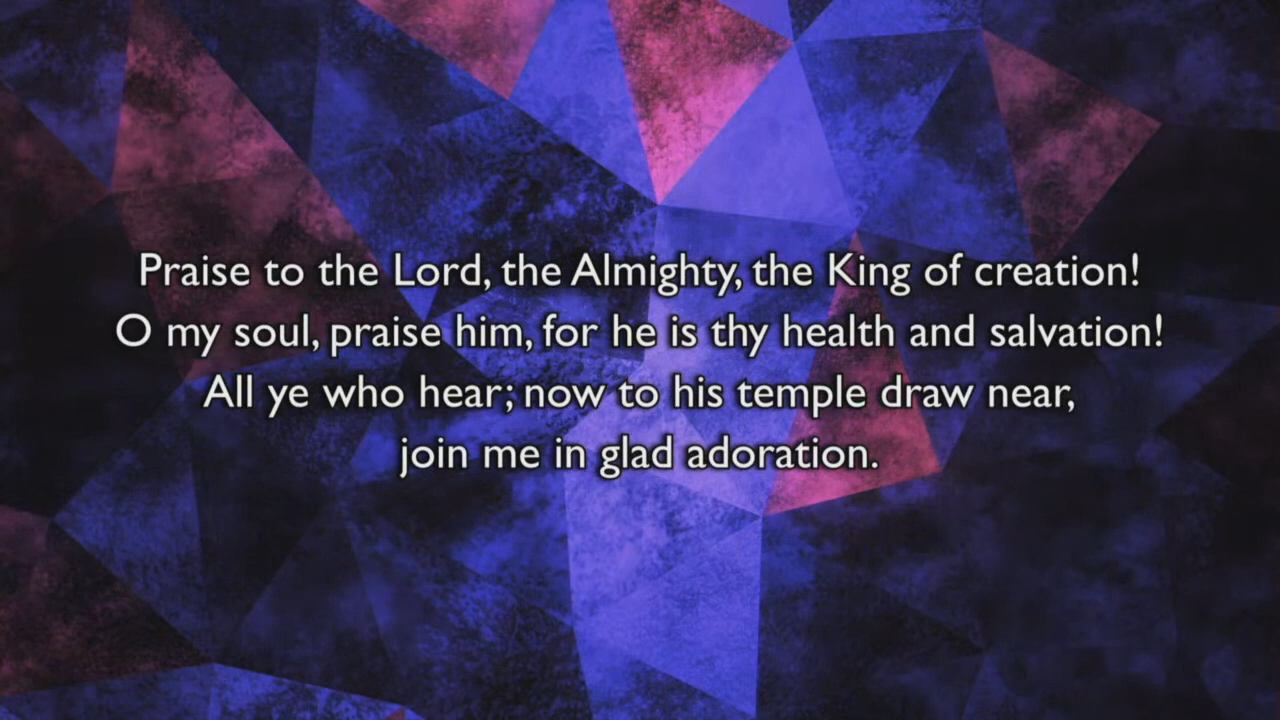 Praise to the Lord, the Almighty, the King of creation!
O my soul, praise him, for he is thy health and salvation!
All ye who hear; now to his temple draw near,
join me in glad adoration.